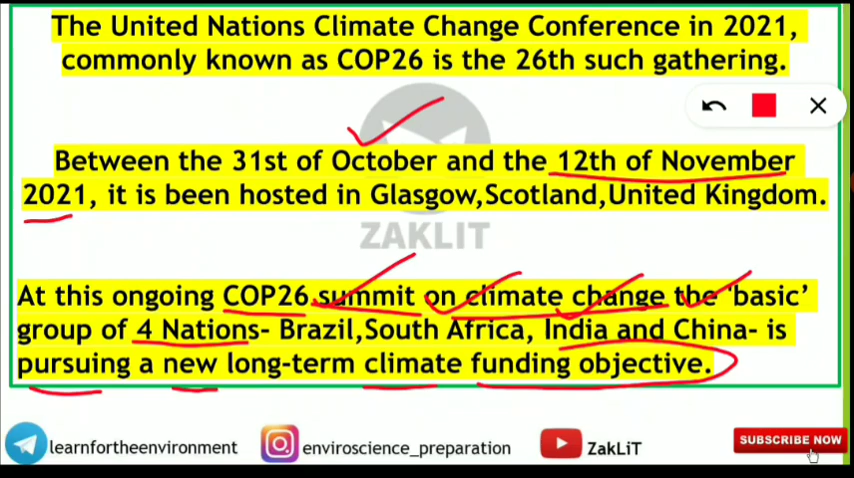 The United Nations Climate Change Conference in 2021,
commonly known as COP26 is the 26th such gathering.
Between the 31st of October and the 12th of November
2021, it is been hosted in Glasgow,Scotland,United Kingdom.
ZAKLIT
At this ongoing COP26 summit on climate change the ‘basic’
group of 4 Nations- Brazil,South Africa, India and China- is
pursuing a new long-term climate funding objective.
learnfortheenvironment enviroscience_preparation ZakLiT SUBSCRIBE NOW